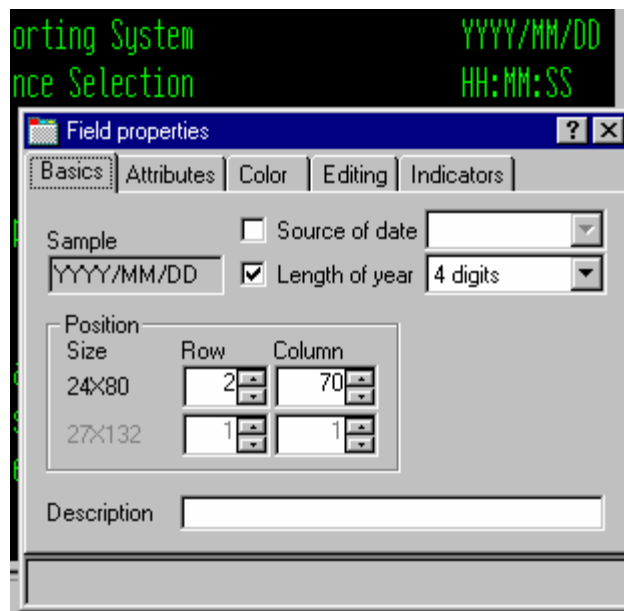 orting System YYYY/MM/DD
nce Selection HH:MM:SS
Field properties
Basics Attributes Color Editing Indicators
Sample
Source of date
YYYY/MM/DD Length of year 4 digits
Position
Size Row Column
24X80 2 70
27X132 1 1
Description